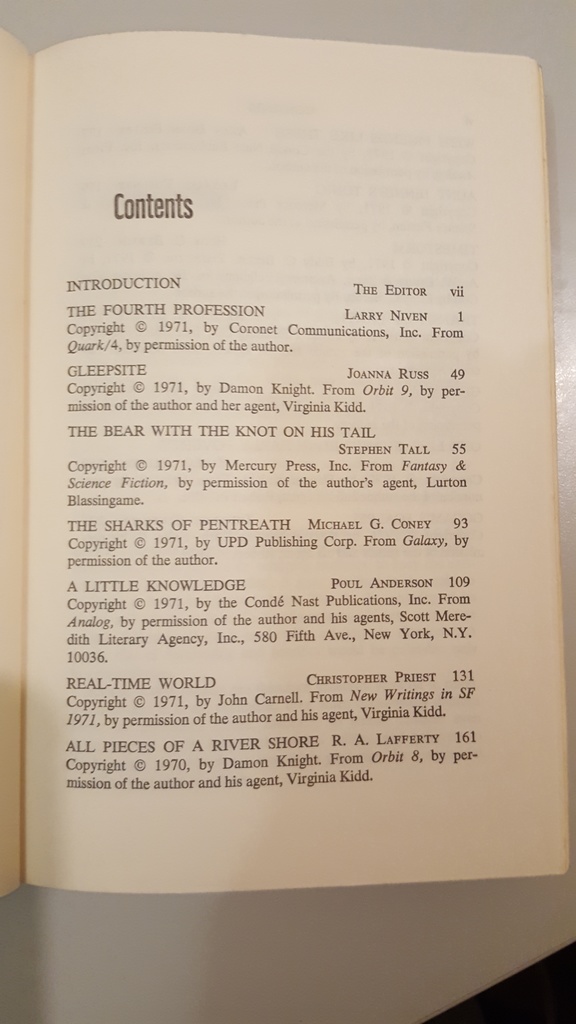 Contents
INTRODUCTION THE EDITOR vii
THE FOURTH PROFESSION LARRY NIVEN 1
Copyright © 1971, by Coronet Communications, Inc. From
Quark/4, by permission of the author.
GLEEPSITE JOANNA RUSS 49
Copyright © 1971, by Damon Knight. From Orbit 9, by per-
mission of the author and her agent, Virginia Kidd.
THE BEAR WITH THE KNOT ON HIS TAIL
STEPHEN TALL 55
Copyright © 1971, by Mercury Press, Inc. From Fantasy &
Science Fiction, by permission of the author's agent, Lurton
Blassingame.
THE SHARKS OF PENTREATH MICHAEL G. CONEY 93
Copyright © 1971, by UPD Publishing Corp. From Galaxy, by
permission of the author.
A LITTLE KNOWLEDGE POUL ANDERSON 109
Copyright © 1971, by the Condé Nast Publications, Inc. From
Analog, by permission of the author and his agents, Scott Mere-
dith Literary Agency, Inc., 580 Fifth Ave., New York, N.Y.
10036.
REAL-TIME WORLD CHRISTOPHER PRIEST 131
Copyright © 1971, by John Carnell. From New Writings in SF
1971, by permission of the author and his agent, Virginia Kidd.
ALL PIECES OF A RIVER SHORE R. A. LAFFERTY 161
Copyright © 1970, by Damon Knight. From Orbit 8, by per-
mission of the author and his agent, Virginia Kidd.